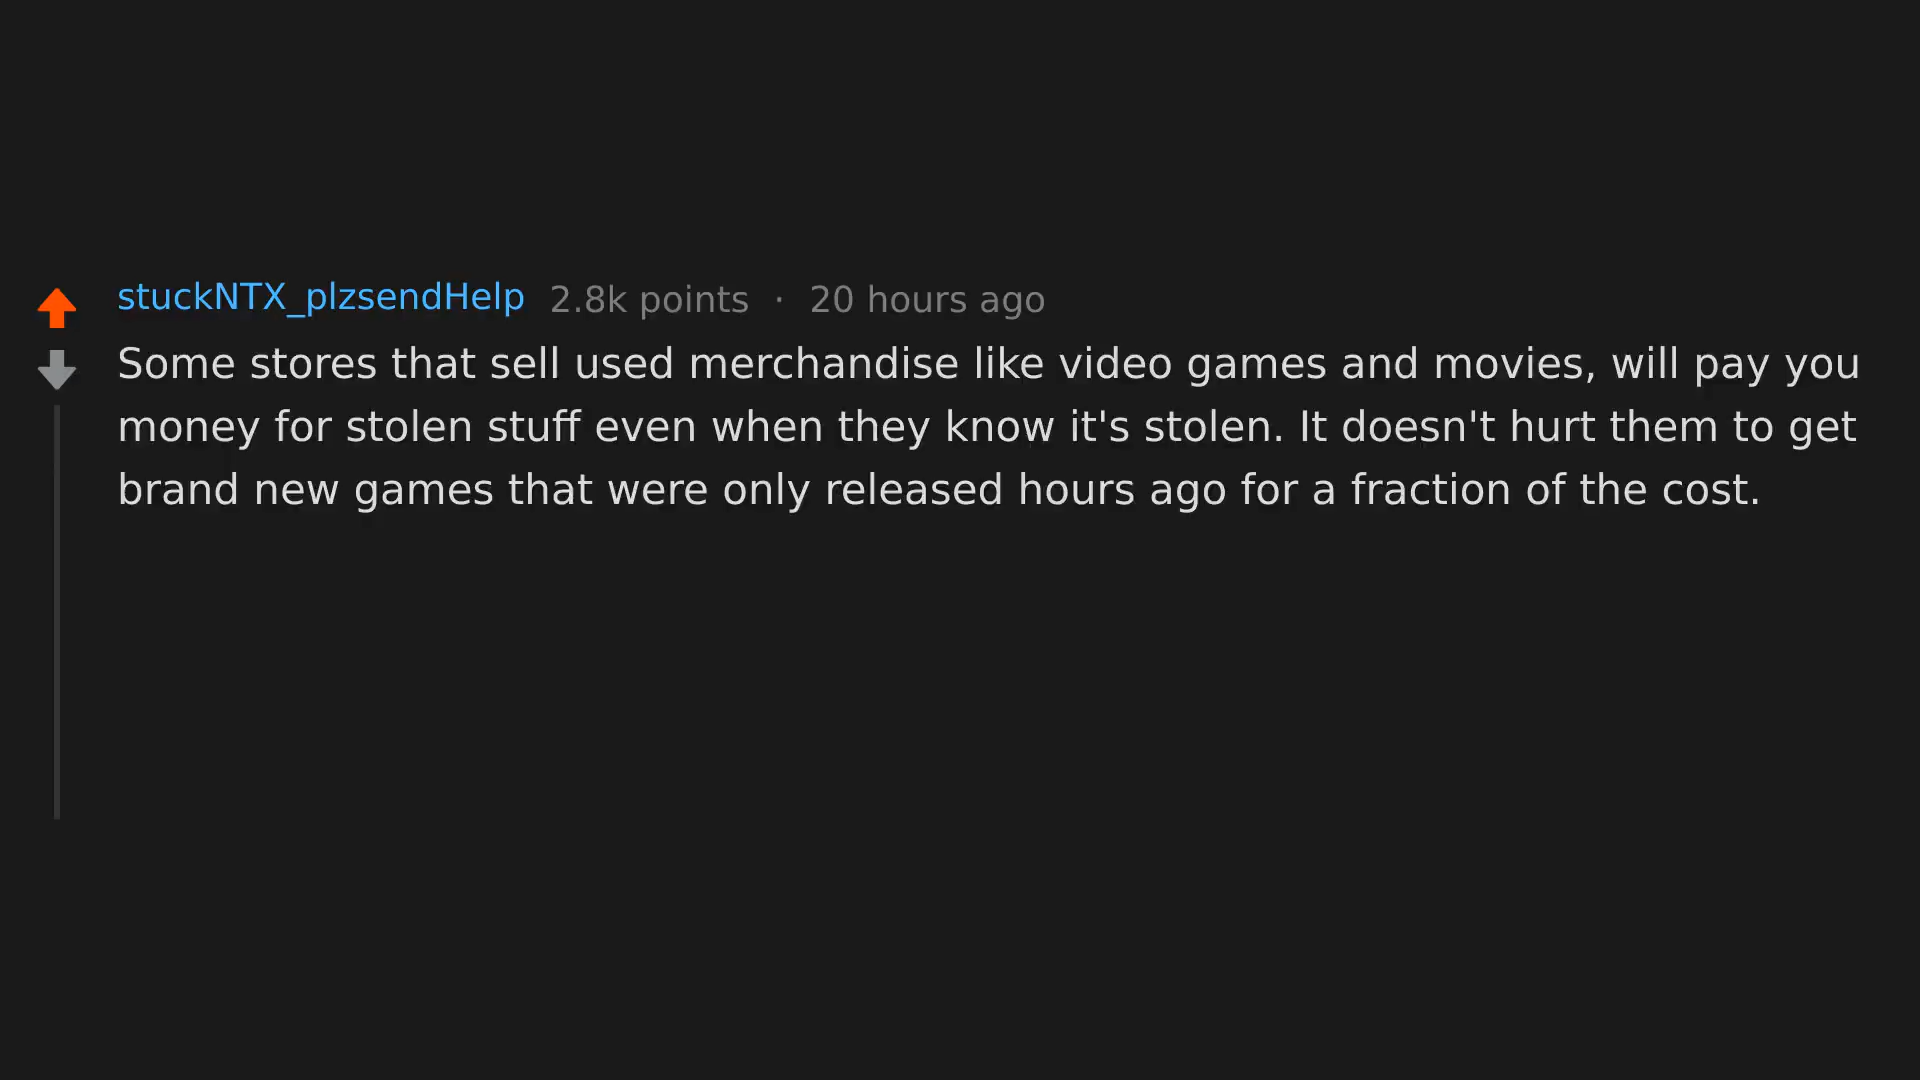 stuckNTX_plzsendHelp 2.8k points · 20 hours ago
Some stores that sell used merchandise like video games and movies, will pay you
money for stolen stuff even when they know it's stolen. It doesn't hurt them to get
brand new games that were only released hours ago for a fraction of the cost.